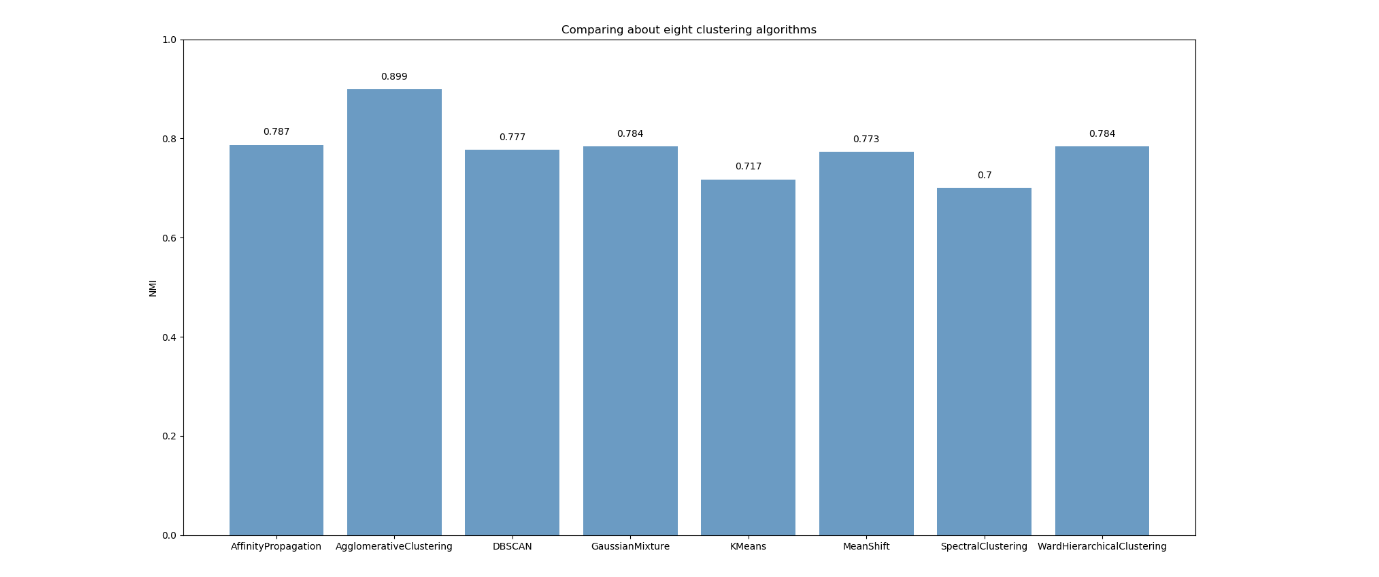 Comparing about eight clustering algorithms
1.0
0.8
0.6
0.4
0.2
0.0
NMI
0.787
0.899
0.777
0.784
0.717
0.773
0.7
0.784
AffinityPropagation
AgglomerativeClustering
DBSCAN
GaussianMixture
KMeans
MeanShift
SpectralClustering
WardHierarchicalClustering